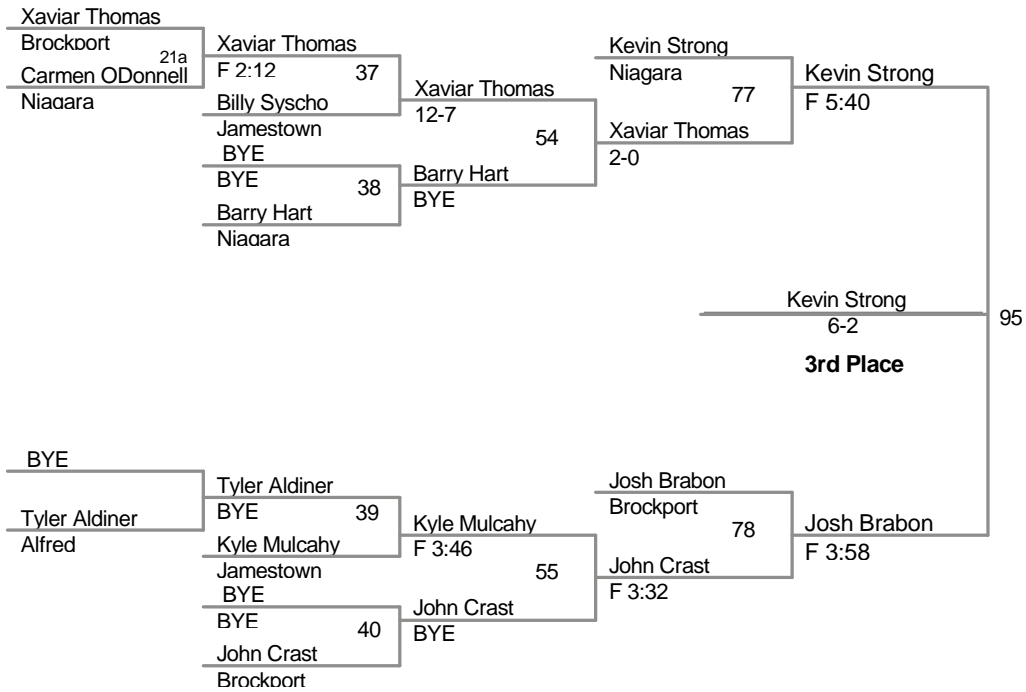 Xaviar Thomas
Brockport
21a
Carmen ODonnell
Niagara
Xaviar Thomas
F 2:12
37
Billy Syscho
Jamestown
BYE
BYE
38
Barry Hart
Niagara
Xaviar Thomas
12-7
54
Barry Hart
BYE
Kevin Strong
Niagara
77
Xaviar Thomas
2-0
Kevin Strong
F 5:40
Kevin Strong
6-2
95
3rd Place
BYE
Tyler Aldiner
Alfred
Tyler Aldiner
BYE
39
Kyle Mulcahy
Jamestown
BYE
BYE
40
John Crast
Brockport
Kyle Mulcahy
F 3:46
55
John Crast
BYE
Josh Brabon
Brockport
78
John Crast
F 3:32
Josh Brabon
F 3:58